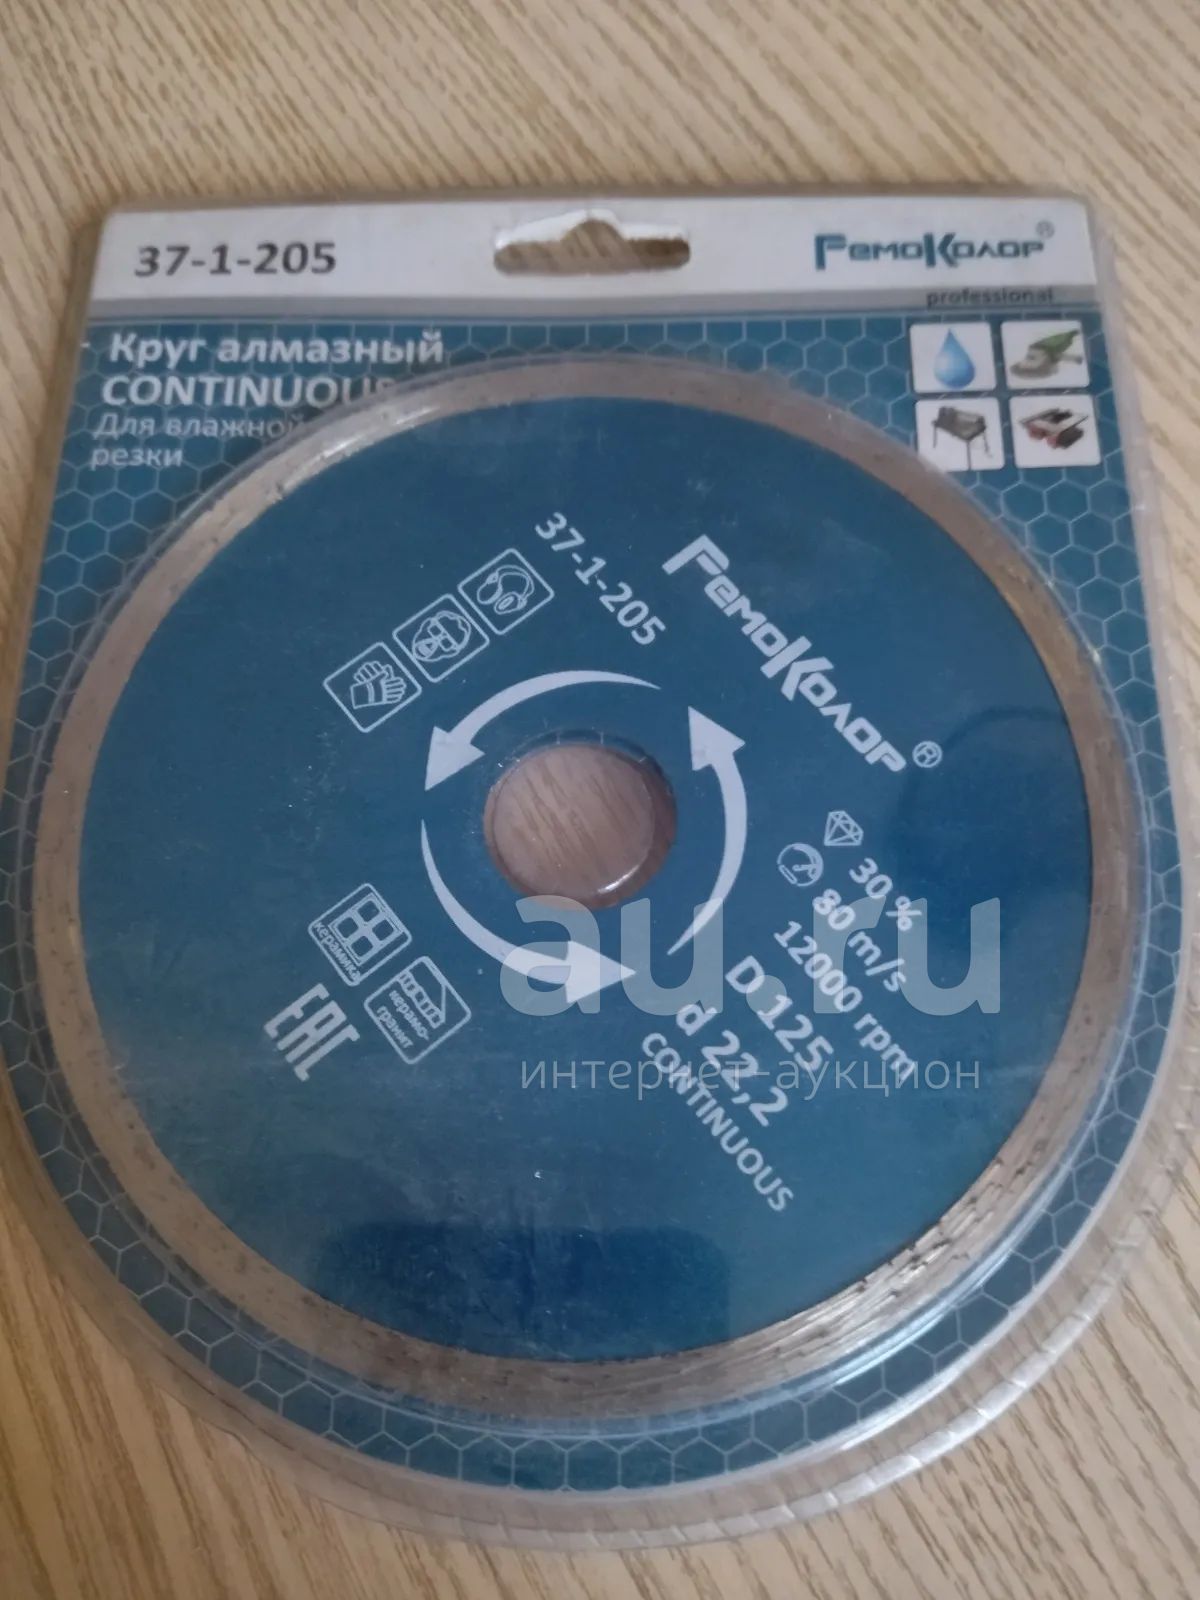 37-1-205
РемоКолор®
professional
Круг алмазный
CONTINUOUS
Для влажной
резки
37-1-205
РемоКолор®
30 %
80 m/s
12000 rpm
D 125
d 22,2
CONTINUOUS
керамика
керамо-
гранит
EAC
au.ru
интернет-аукцион